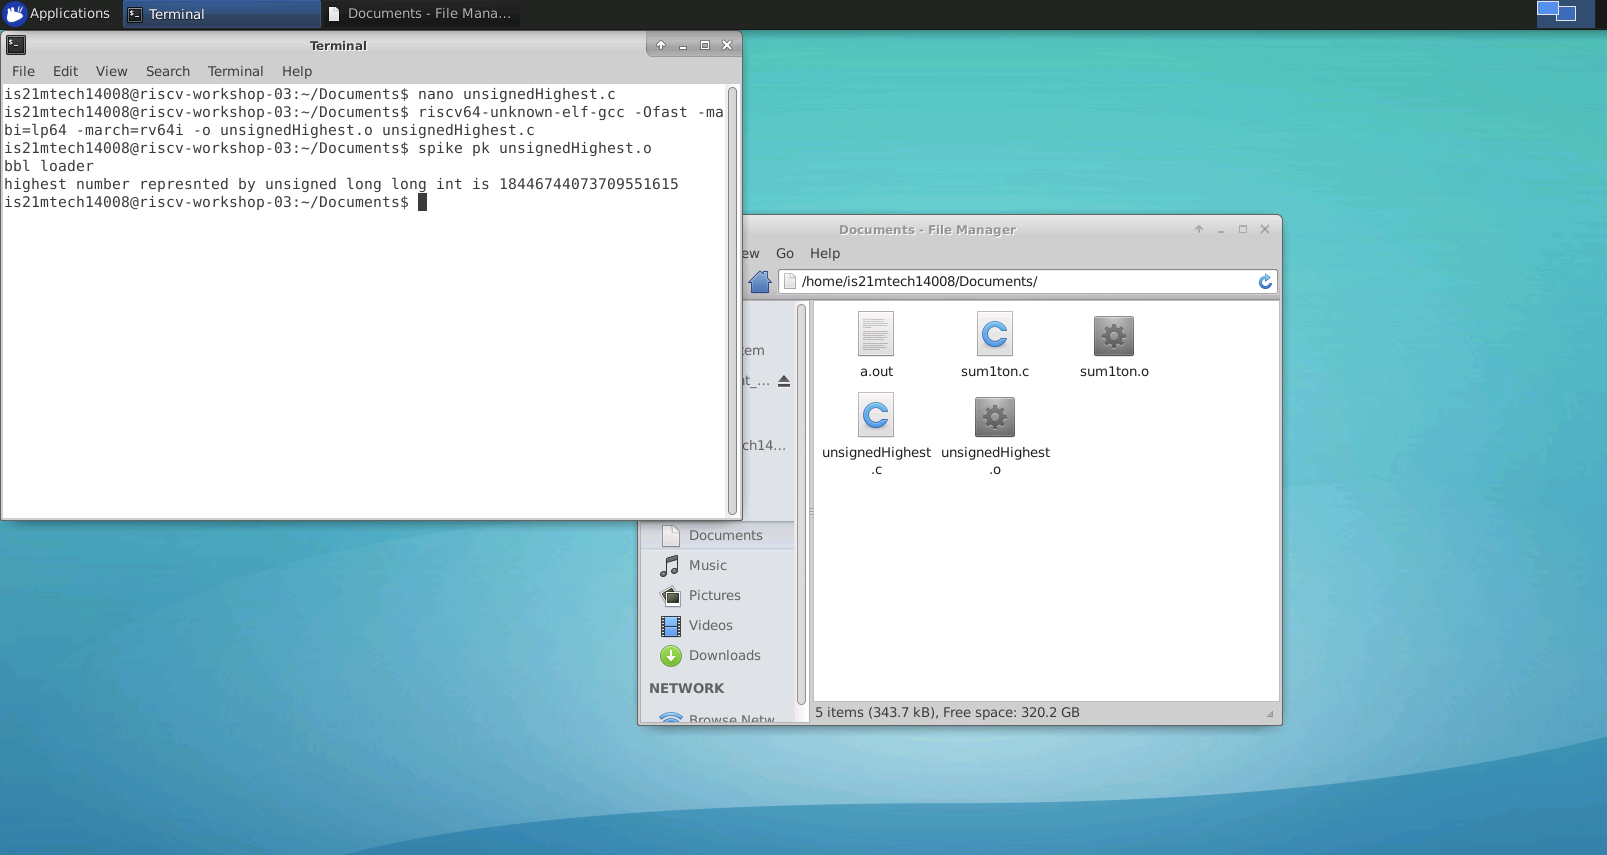 Applications
Terminal
Documents - File Mana...
Terminal
File Edit View Search Terminal Help
is21mtech14008@riscv-workshop-03:~/Documents$ nano unsignedHighest.c
is21mtech14008@riscv-workshop-03:~/Documents$ riscv64-unknown-elf-gcc -Ofast -ma
bi=lp64 -march=rv64i -o unsignedHighest.o unsignedHighest.c
is21mtech14008@riscv-workshop-03:~/Documents$ spike pk unsignedHighest.o
bbl loader
highest number represnted by unsigned long long int is 18446744073709551615
is21mtech14008@riscv-workshop-03:~/Documents$
Documents - File Manager
ew Go Help
/home/is21mtech14008/Documents/
tem
nt_...
ch14...
Documents
Music
Pictures
Videos
Downloads
NETWORK
Browse Netw
a.out
sum1ton.c
sum1ton.o
unsignedHighest
.c
unsignedHighest
.o
5 items (343.7 kB), Free space: 320.2 GB